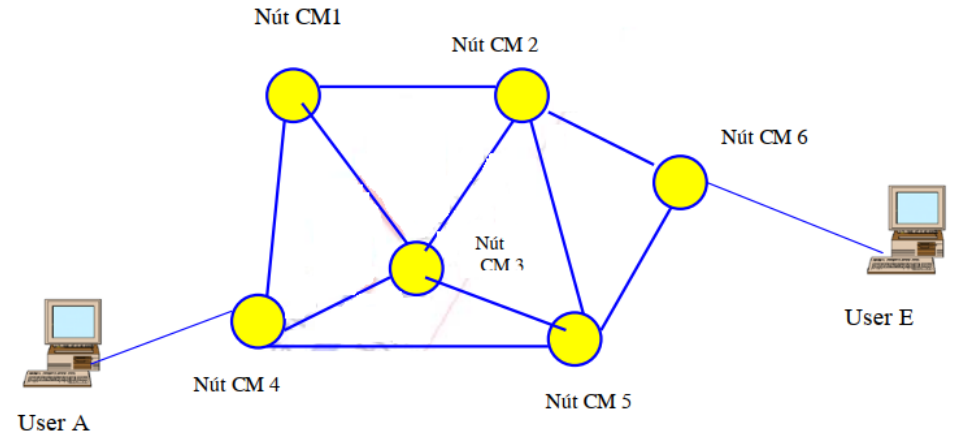 Nút CM1
Nút CM 2
Nút CM 6
Nút
CM 3
User E
Nút CM 4
Nút CM 5
User A